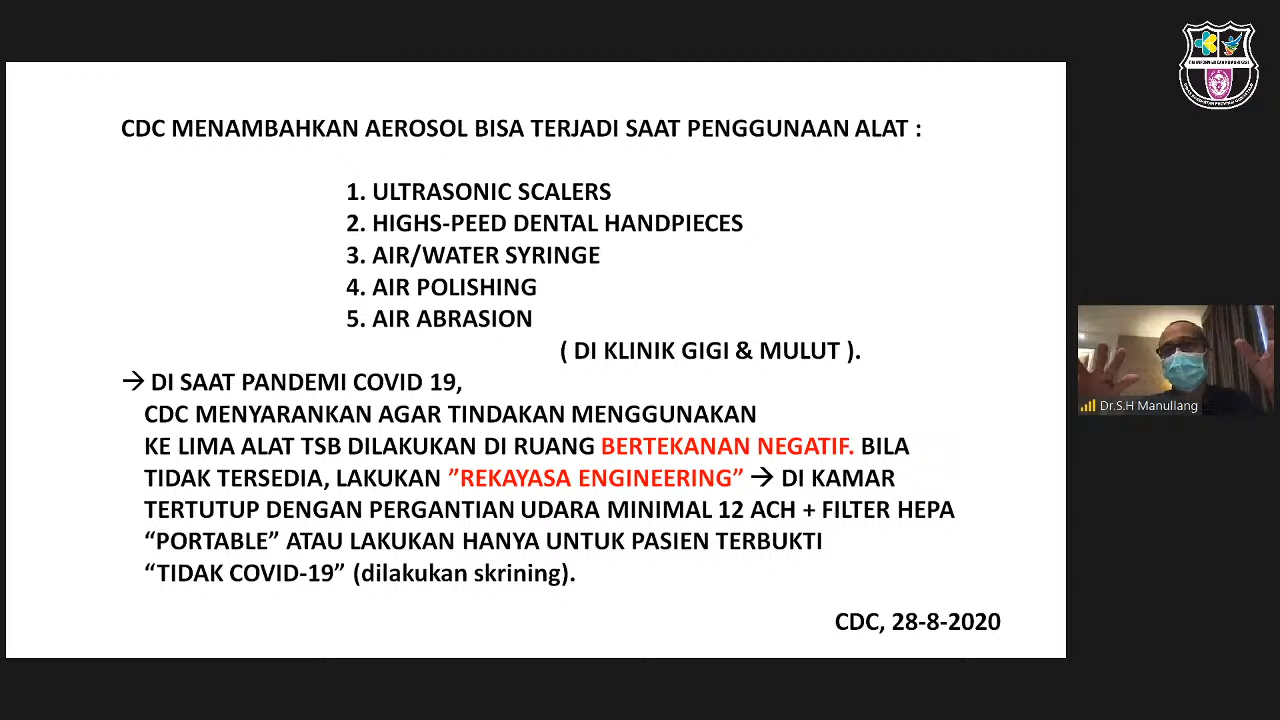 CDC MENAMBAHKAN AEROSOL BISA TERJADI SAAT PENGGUNAAN ALAT :
1. ULTRASONIC SCALERS
2. HIGHS-PEED DENTAL HANDPIECES
3. AIR/WATER SYRINGE
4. AIR POLISHING
5. AIR ABRASION
( DI KLINIK GIGI & MULUT ).
→ DI SAAT PANDEMI COVID 19,
CDC MENYARANKAN AGAR TINDAKAN MENGGUNAKAN
KE LIMA ALAT TSB DILAKUKAN DI RUANG BERTEKANAN NEGATIF. BILA
TIDAK TERSEDIA, LAKUKAN ”REKAYASA ENGINEERING” → DI KAMAR
TERTUTUP DENGAN PERGANTIAN UDARA MINIMAL 12 ACH + FILTER HEPA
“PORTABLE” ATAU LAKUKAN HANYA UNTUK PASIEN TERBUKTI
“TIDAK COVID-19” (dilakukan skrining).
CDC, 28-8-2020
Dr.S.H Manullang